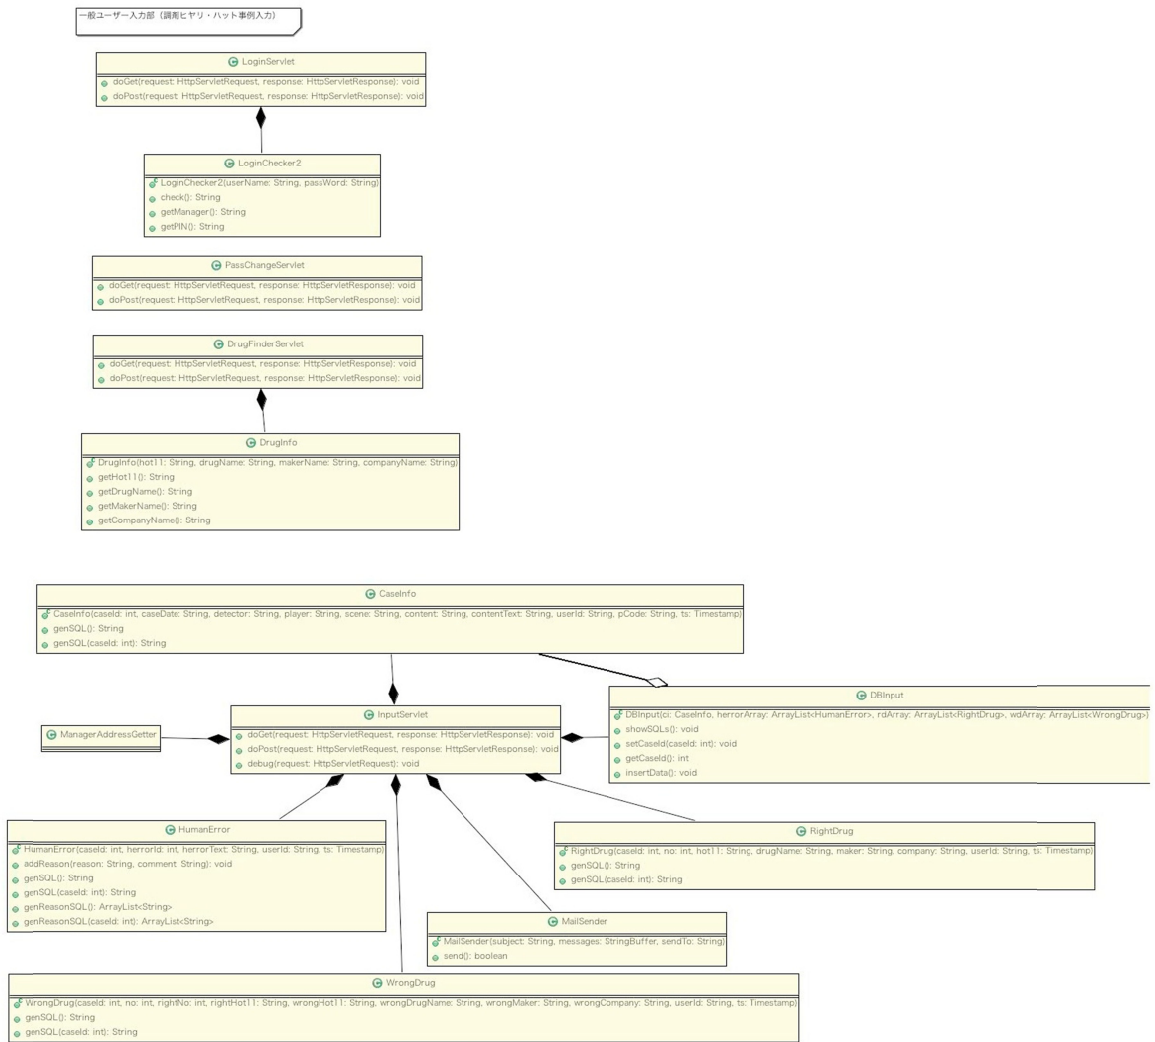 一般ユーザー入力部（調剤ヒヤリ・ハット事例入力）
LoginServlet
doGet(request: HttpServletRequest, response: HttpServletResponse): void
doPost(request: HttpServletRequest, response: HttpServletResponse): void
LoginChecker2
LoginChecker2(userName: String, passWord: String)
check(): String
getManager(): String
getPIN(): String
PassChangeServlet
doGet(request: HttpServletRequest, response: HttpServletResponse): void
doPost(request: HttpServletRequest, response: HttpServletResponse): void
DrugFinderServlet
doGet(request: HttpServletRequest, response: HttpServletResponse): void
doPost(request: HttpServletRequest, response: HttpServletResponse): void
DrugInfo
DrugInfo(hot11: String, drugName: String, makerName: String, companyName: String)
getHot11(): String
getDrugName(): String
getMakerName(): String
getCompanyName(): String
CaseInfo
CaseInfo(caseId: int, caseDate: String, detector: String, player: String, scene: String, content: String, contentText: String, userId: String, pCode: String, ts: Timestamp)
genSQL(): String
genSQL(caseId: int): String
DBInput
DBInput(ci: CaseInfo, herrorArray: ArrayList<HumanError>, rdArray: ArrayList<RightDrug>, wdArray: ArrayList<WrongDrug>)
showSQLs(): void
setCaseId(caseId: int): void
getCaseId(): int
insertData(): void
InputServlet
doGet(request: HttpServletRequest, response: HttpServletResponse): void
doPost(request: HttpServletRequest, response: HttpServletResponse): void
debug(request: HttpServletRequest): void
ManagerAddressGetter
HumanError
HumanError(caseId: int, herrorId: int, herrorText: String, userId: String, ts: Timestamp)
addReason(reason: String, comment: String): void
genSQL(): String
genSQL(caseId: int): String
genReasonSQL(): ArrayList<String>
genReasonSQL(caseId: int): ArrayList<String>
RightDrug
RightDrug(caseId: int, no: int, hot11: String, drugName: String, maker: String, company: String, userId: String, ts: Timestamp)
genSQL(): String
genSQL(caseId: int): String
MailSender
MailSender(subject: String, messages: StringBuffer, sendTo: String)
send(): boolean
WrongDrug
WrongDrug(caseId: int, no: int, rightNo: int, rightHot11: String, wrongHot11: String, wrongDrugName: String, wrongMaker: String, wrongCompany: String, userId: String, ts: Timestamp)
genSQL(): String
genSQL(caseId: int): String